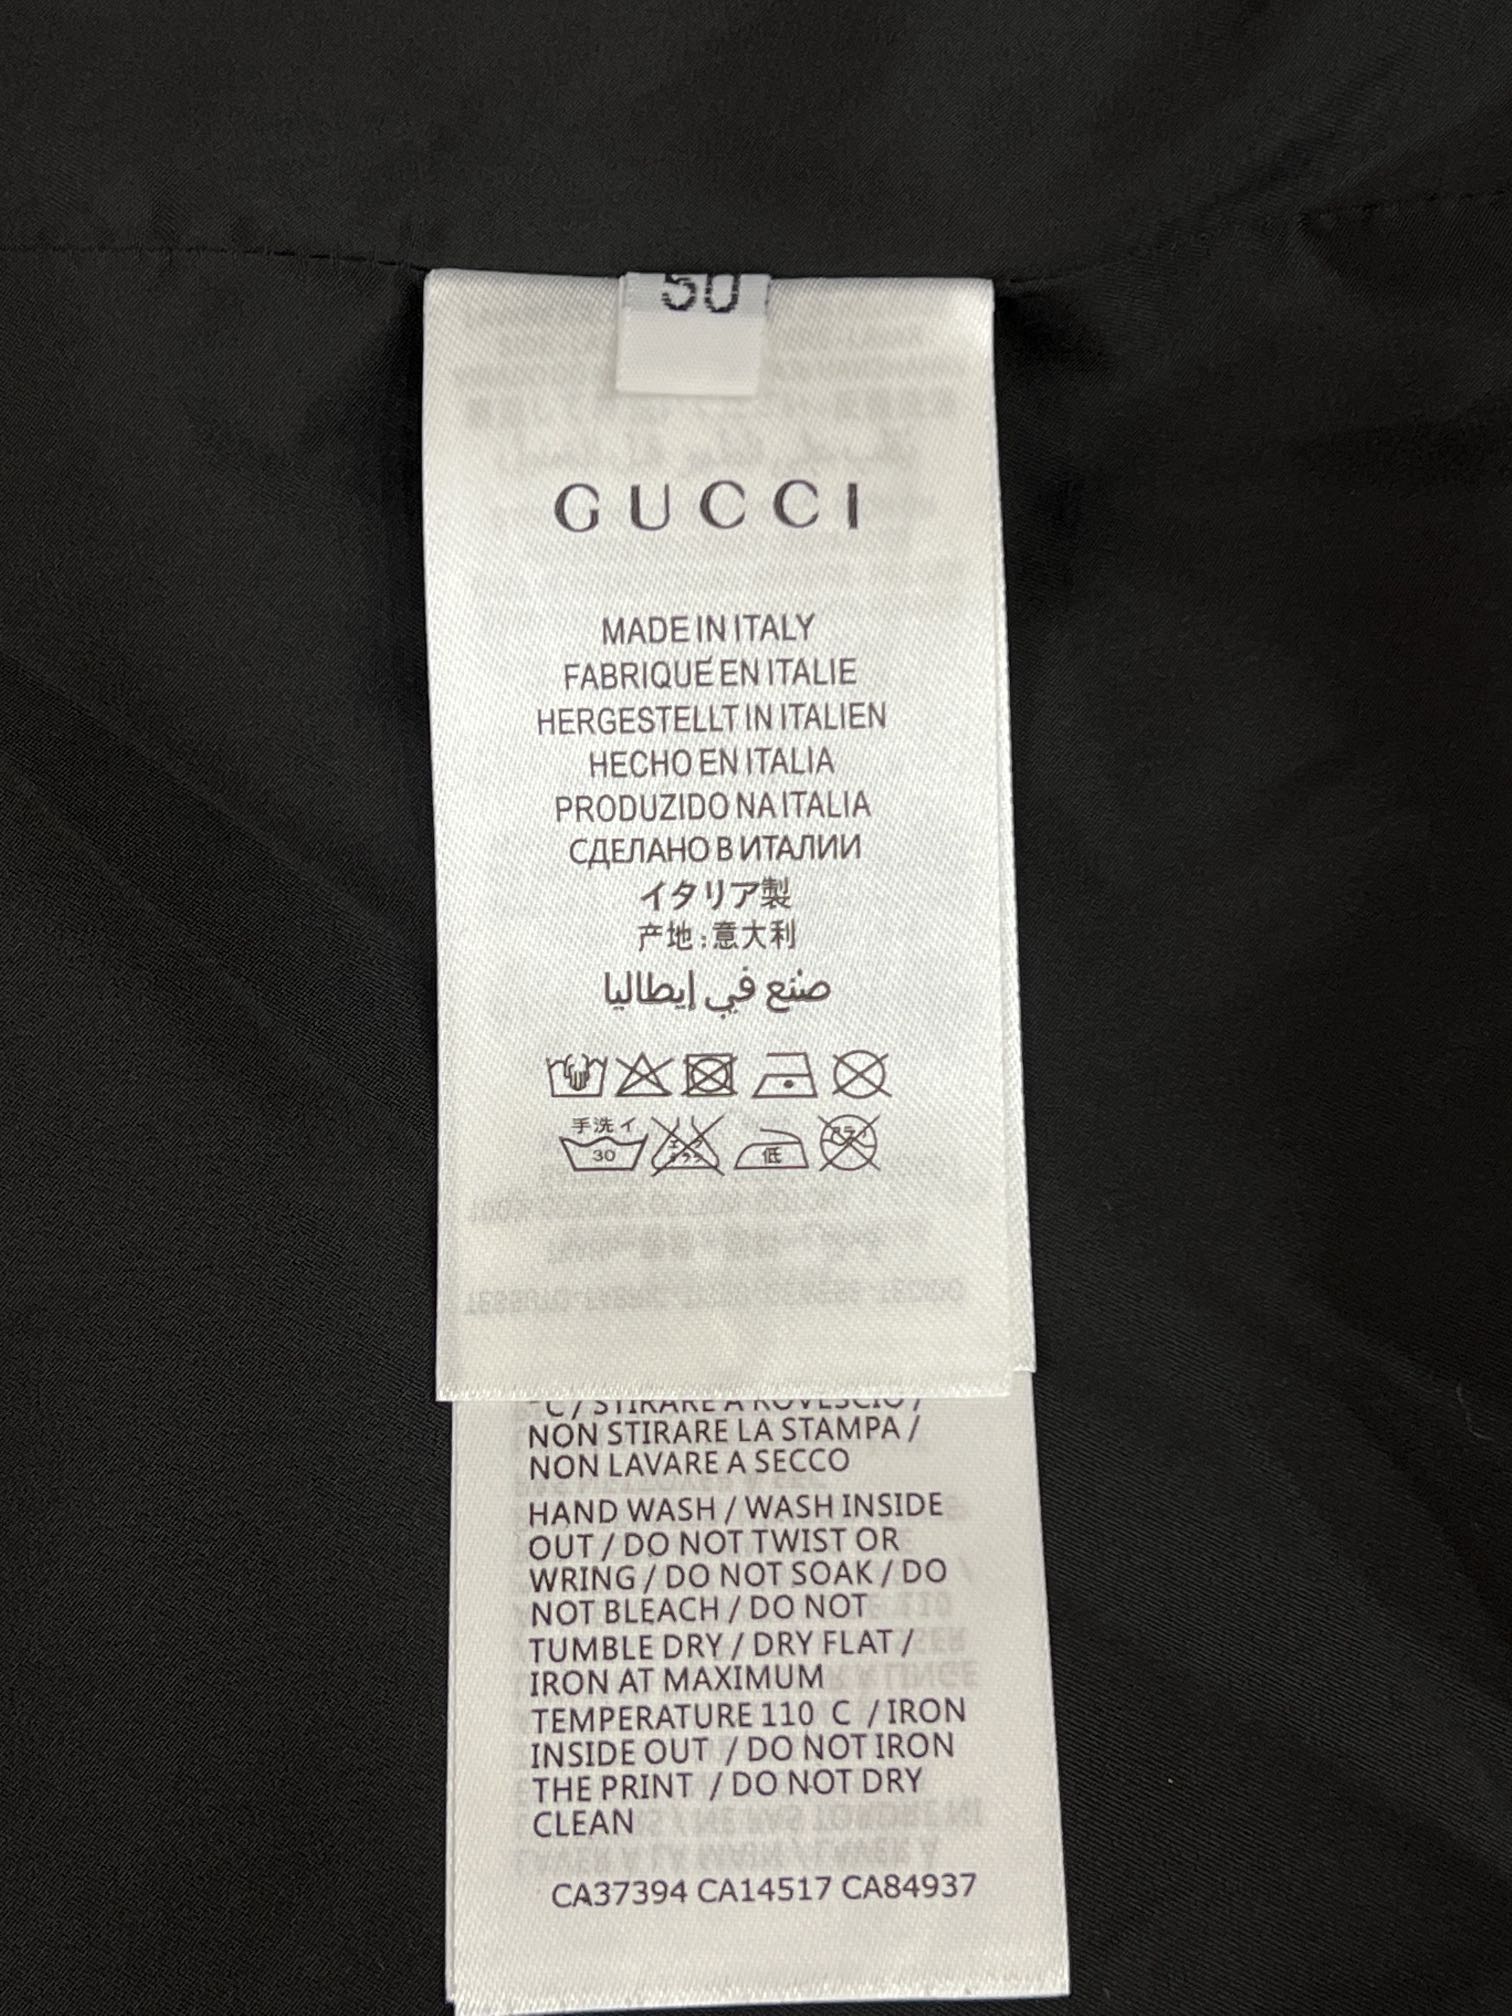 50
GUCCI
MADE IN ITALY
FABRIQUÉ EN ITALIE
HERGESTELLT IN ITALIEN
HECHO EN ITALIA
PRODUZIDO NA ITALIA
СДЕЛАНО В ИТАЛИИ
イタリア製
产地:意大利
صنع في إيطاليا
手洗イ
30
低
°C / STIRARE A ROVESCIO /
NON STIRARE LA STAMPA /
NON LAVARE A SECCO
HAND WASH / WASH INSIDE
OUT / DO NOT TWIST OR
WRING / DO NOT SOAK / DO
NOT BLEACH / DO NOT
TUMBLE DRY / DRY FLAT /
IRON AT MAXIMUM
TEMPERATURE 110 C / IRON
INSIDE OUT / DO NOT IRON
THE PRINT / DO NOT DRY
CLEAN
CA37394 CA14517 CA84937